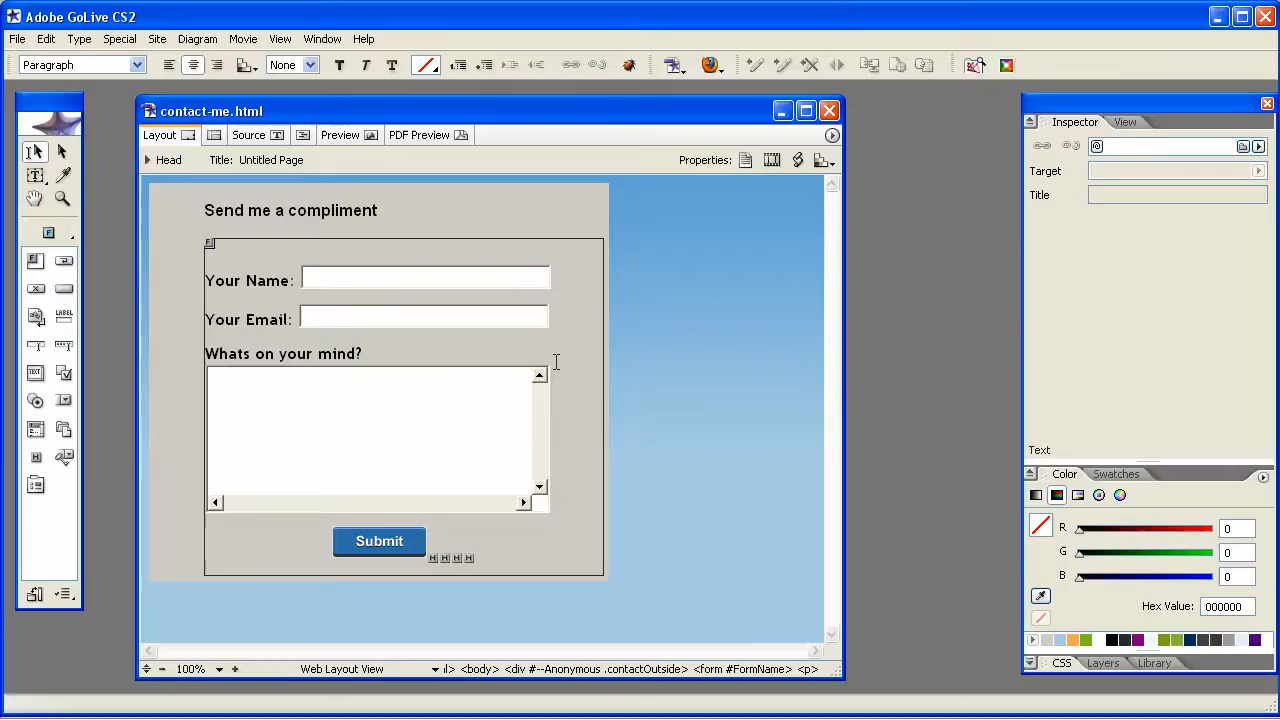 Adobe GoLive CS2
File Edit Type Special Site Diagram Movie View Window Help
Paragraph None
contact-me.html
Layout Source Preview PDF Preview
Head Title: Untitled Page Properties:
Send me a compliment
F
Your Name:
Your Email:
Whats on your mind?
Submit
H H H H
100% Web Layout View l> <body> <div #--Anonymous .contactOutside> <form #FormName> <p>
T
F
LABEL
TEXT
H
Inspector View
Target
Title
Text
Color Swatches
R 0
G 0
B 0
Hex Value: 000000
CSS Layers Library